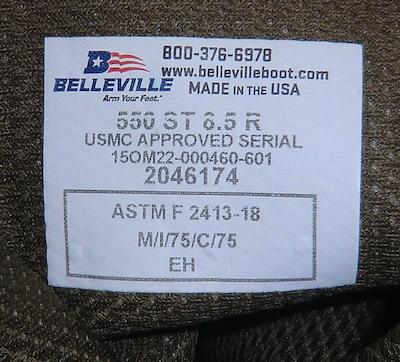 800-376-6978
www.bellevilleboot.com
BELLEVILLE
Arm Your Feet.
MADE IN THE USA
550 ST 8.5 R
USMC APPROVED SERIAL
15OM22-000460-601
2046174
ASTM F 2413-18
M/I/75/C/75
EH